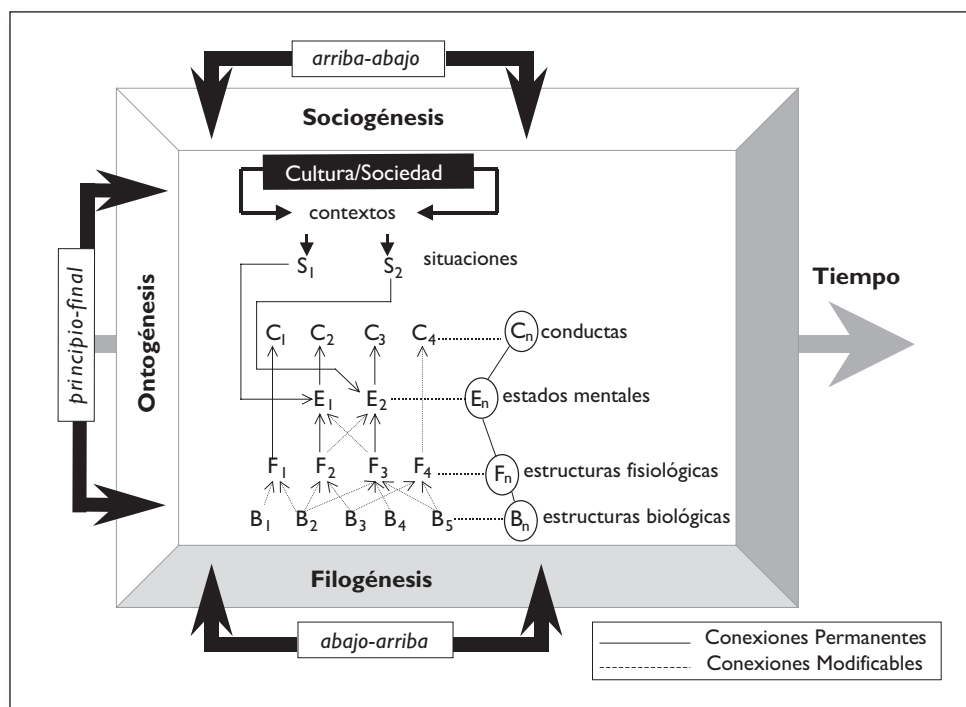 arriba-abajo
Sociogénesis
Cultura/Sociedad
contextos
S1 S2 situaciones
Tiempo
principio-final
Ontogénesis
C1 C2 C3 C4 Cn conductas
E1 E2 En estados mentales
F1 F2 F3 F4 Fn estructuras fisiológicas
B1 B2 B3 B4 B5 Bn estructuras biológicas
Filogénesis
abajo-arriba
Conexiones Permanentes
Conexiones Modificables